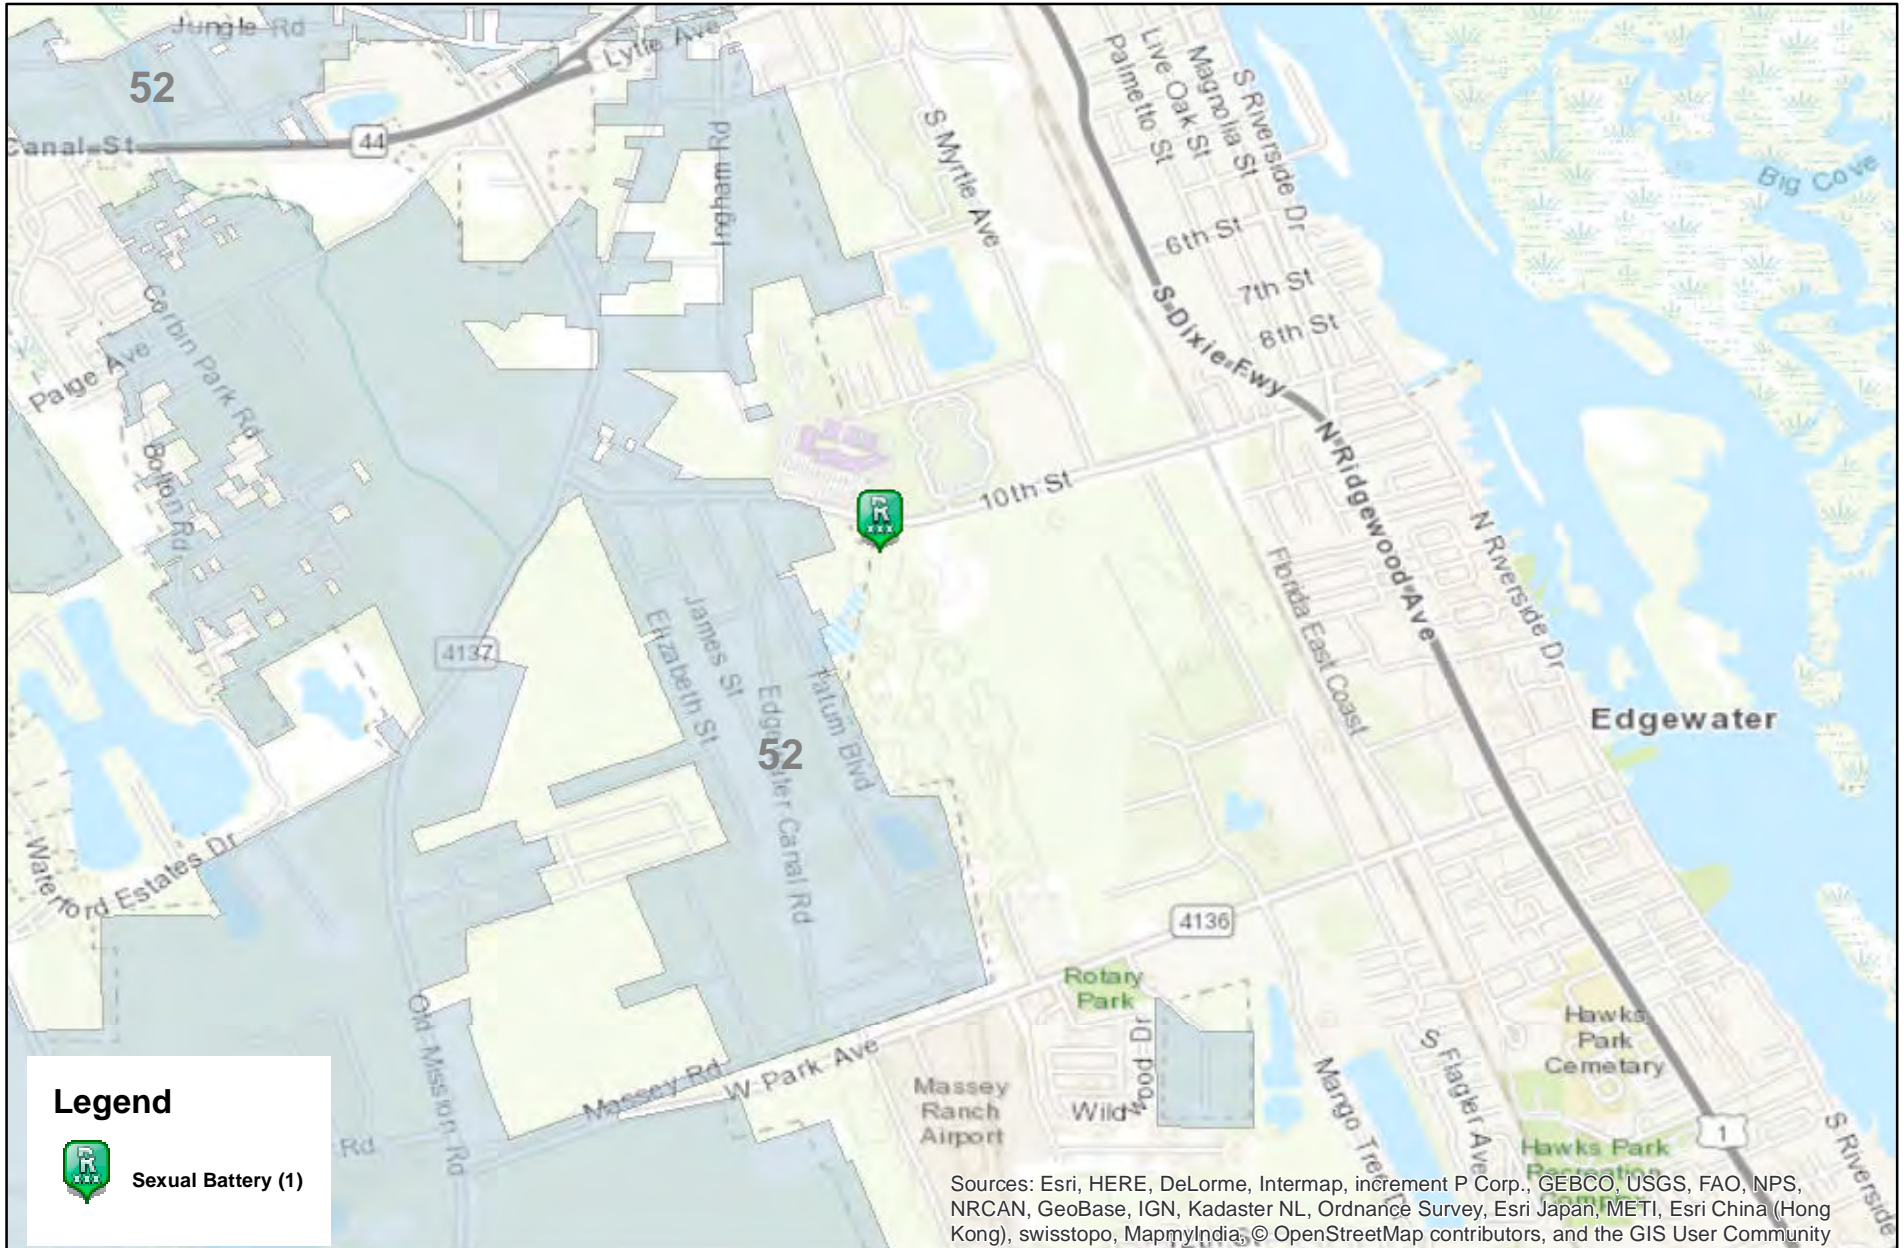 Jungle Rd
Lytle Ave
52
44
Canal St
Ingham Rd
S Myrtle Ave
Palmetto St
Live Oak St
Magnolia St
S Riverside Dr
Big Cove
6th St
7th St
8th St
S Dixie Fwy
Corbin Park Rd
Paige Ave
Bolton Rd
N Ridgewood Ave
10th St
N Riverside Dr
Florida East Coast
4137
James St
Elizabeth St
Tatum Blvd
52
Canal Rd
Edgewater
Waterford Estates Dr
4136
Rotary
Park
Old Mission Rd
Hawks
Park
Cemetary
Massey Rd
W Park Ave
Massey
Ranch
Airport
Wild
wood Dr
Mango Tree Dr
S Flagler Ave
1
S Riverside
Hawks Park
Recreation
Complex
Rd
Legend
R
Sexual Battery (1)
Sources: Esri, HERE, DeLorme, Intermap, increment P Corp., GEBCO, USGS, FAO, NPS,
NRCAN, GeoBase, IGN, Kadaster NL, Ordnance Survey, Esri Japan, METI, Esri China (Hong
Kong), swisstopo, MapmyIndia, © OpenStreetMap contributors, and the GIS User Community